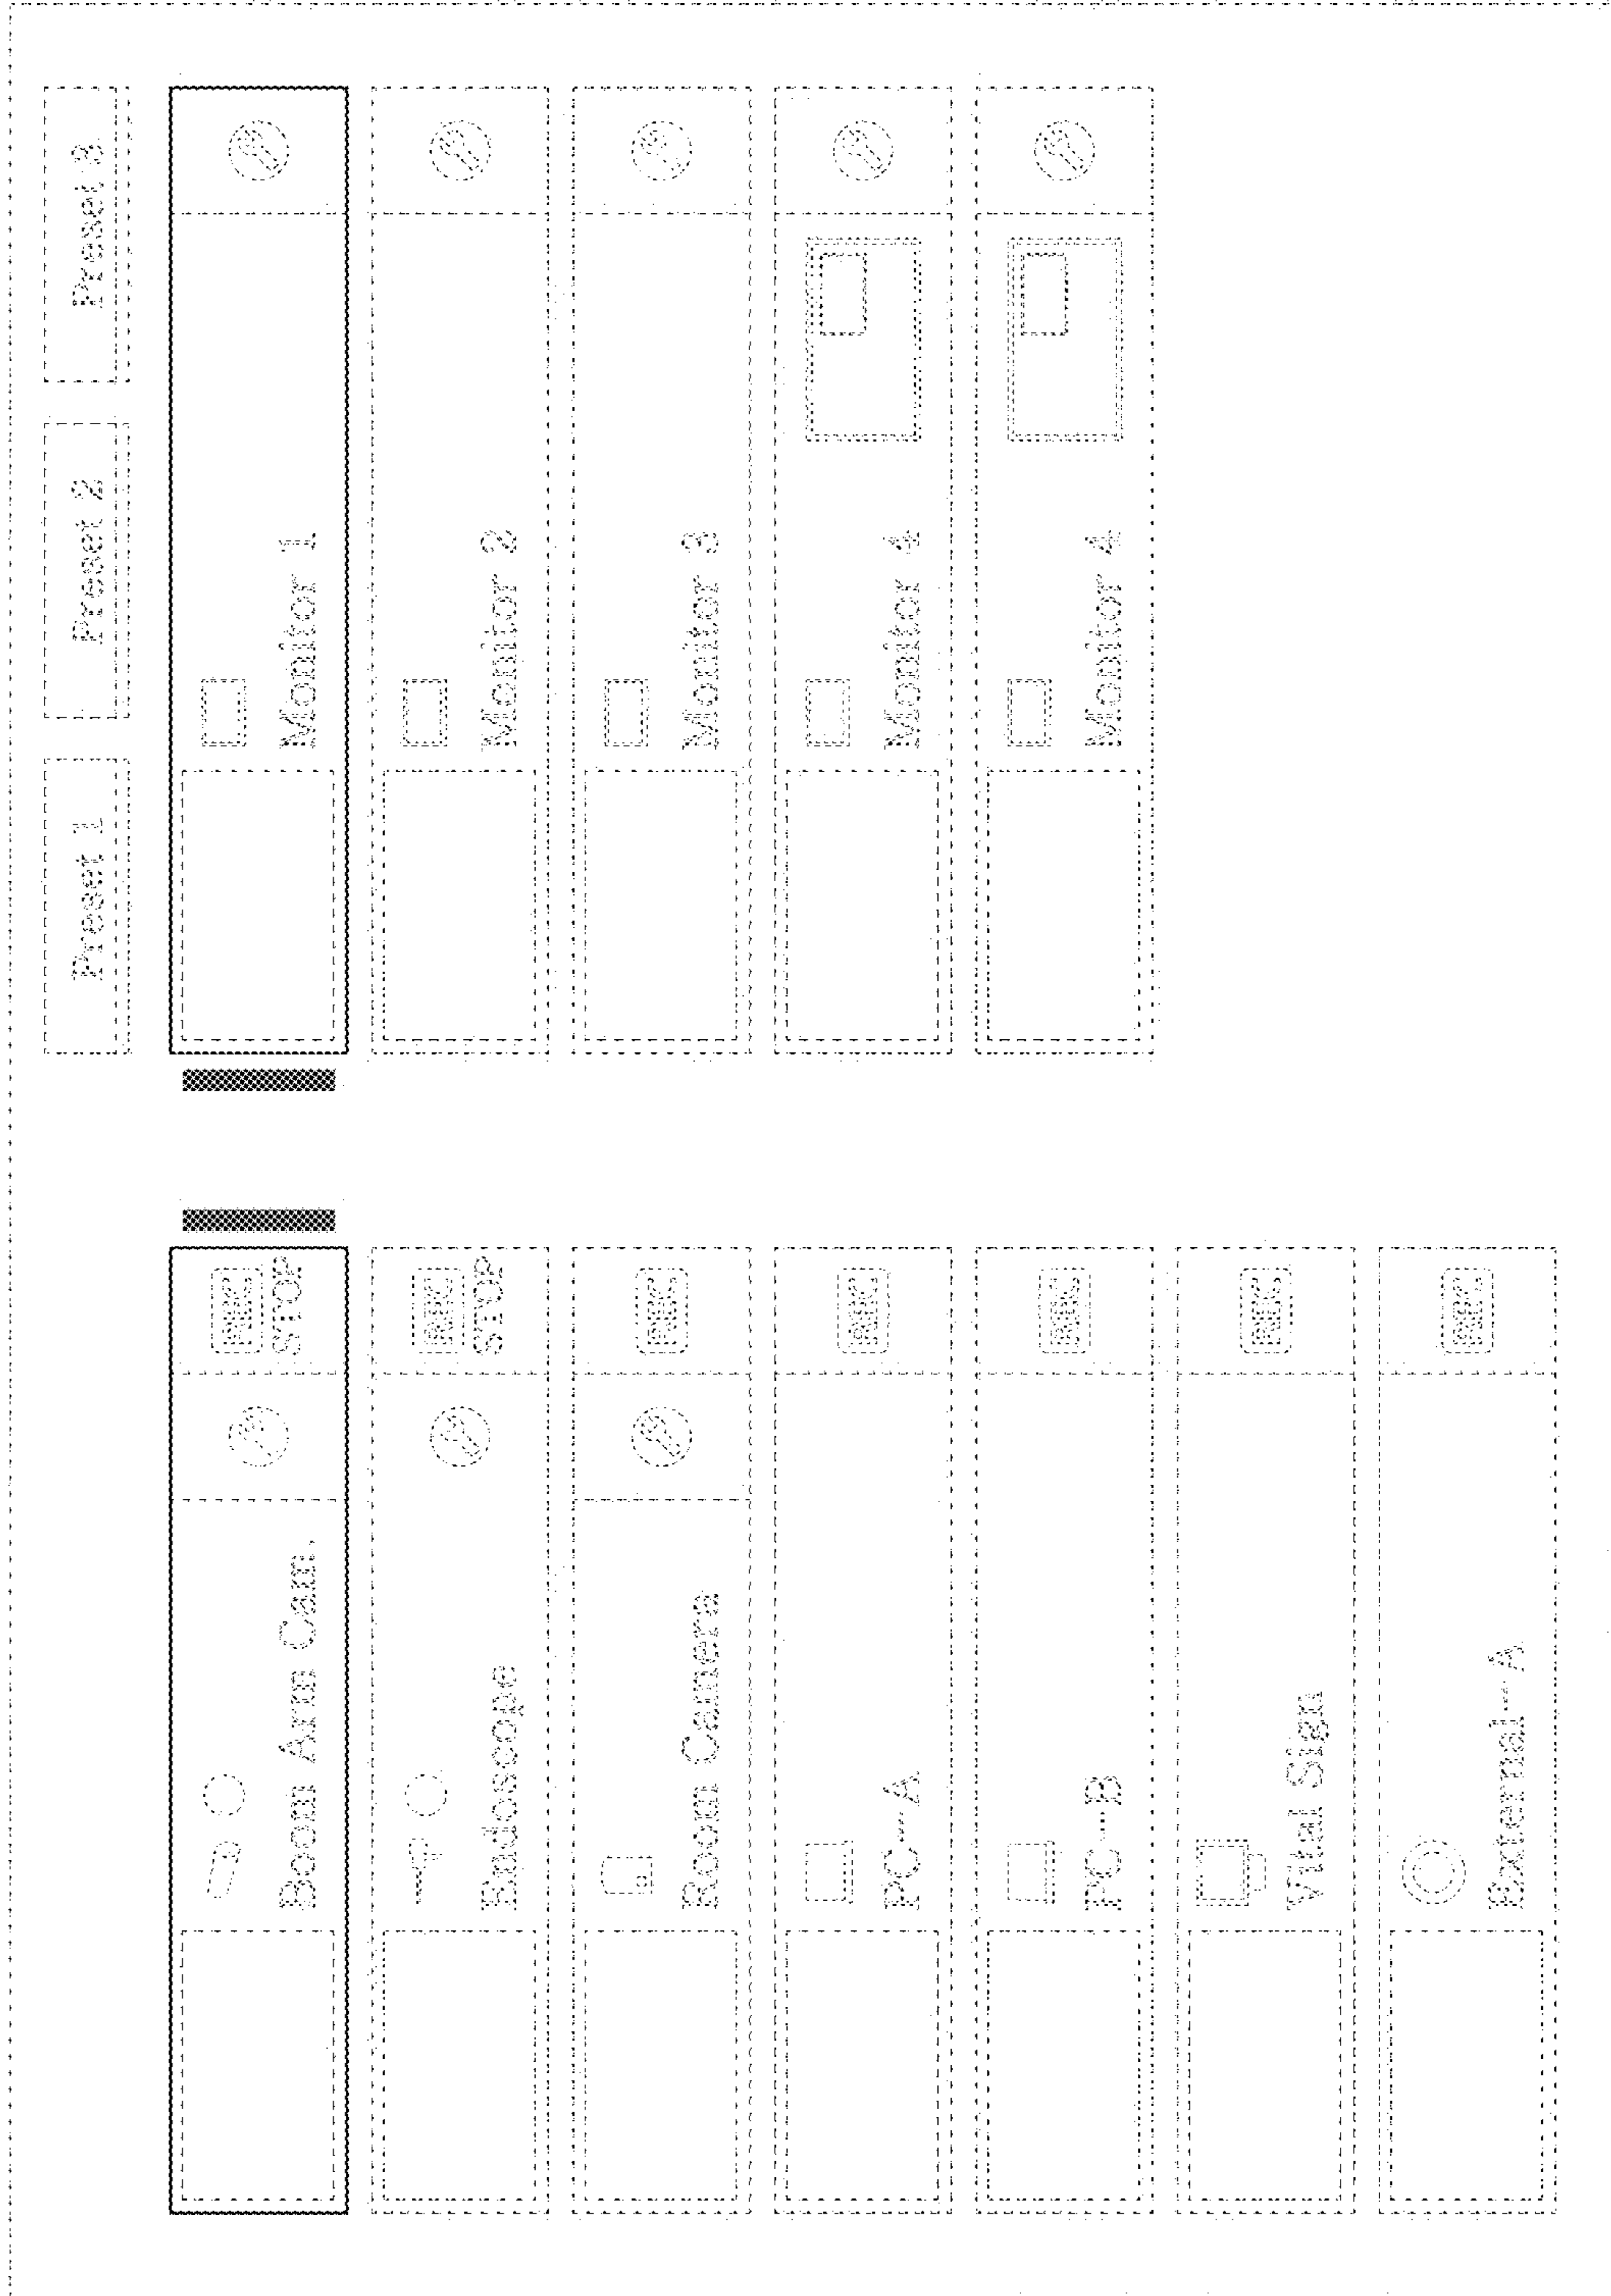 Preset 1 Preset 2 Preset 3
REC
STOP
Boom Arm Cam.
Monitor 1
REC
STOP
Endoscope
Monitor 2
REC
Room Camera
Monitor 3
REC
PC-A
Monitor 4
REC
PC-B
Monitor 4
REC
Vital Sign
REC
External-A